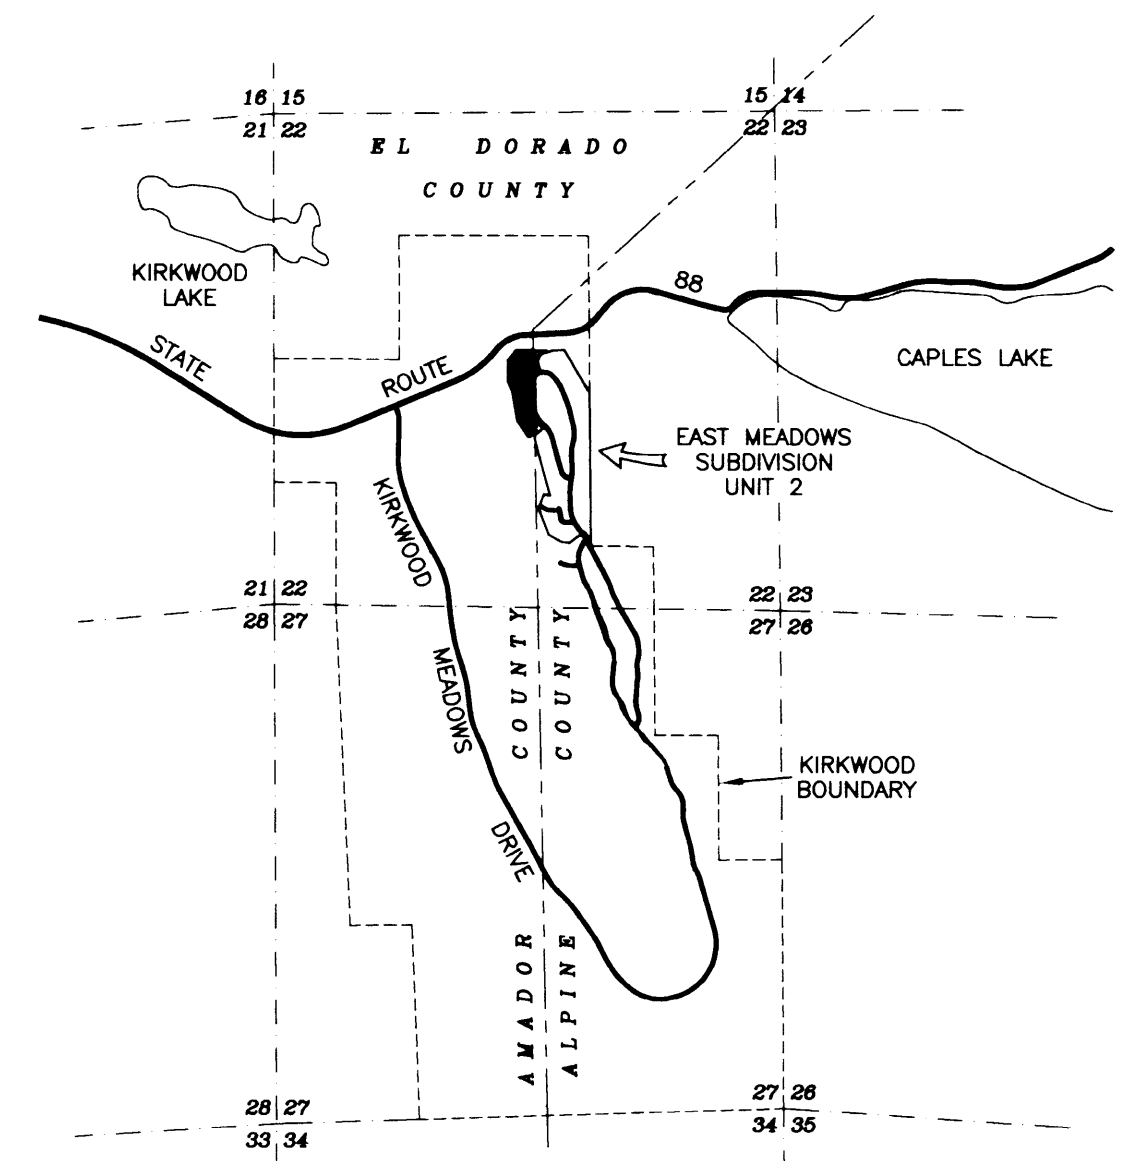 16 15
21 22
15 14
22 23
EL DORADO
COUNTY
KIRKWOOD
LAKE
88
STATE
ROUTE
CAPLES LAKE
EAST MEADOWS
SUBDIVISION
UNIT 2
KIRKWOOD
MEADOWS
DRIVE
21 22
28 27
22 23
27 26
AMADOR COUNTY
ALPINE COUNTY
KIRKWOOD
BOUNDARY
28 27
33 34
27 26
34 35